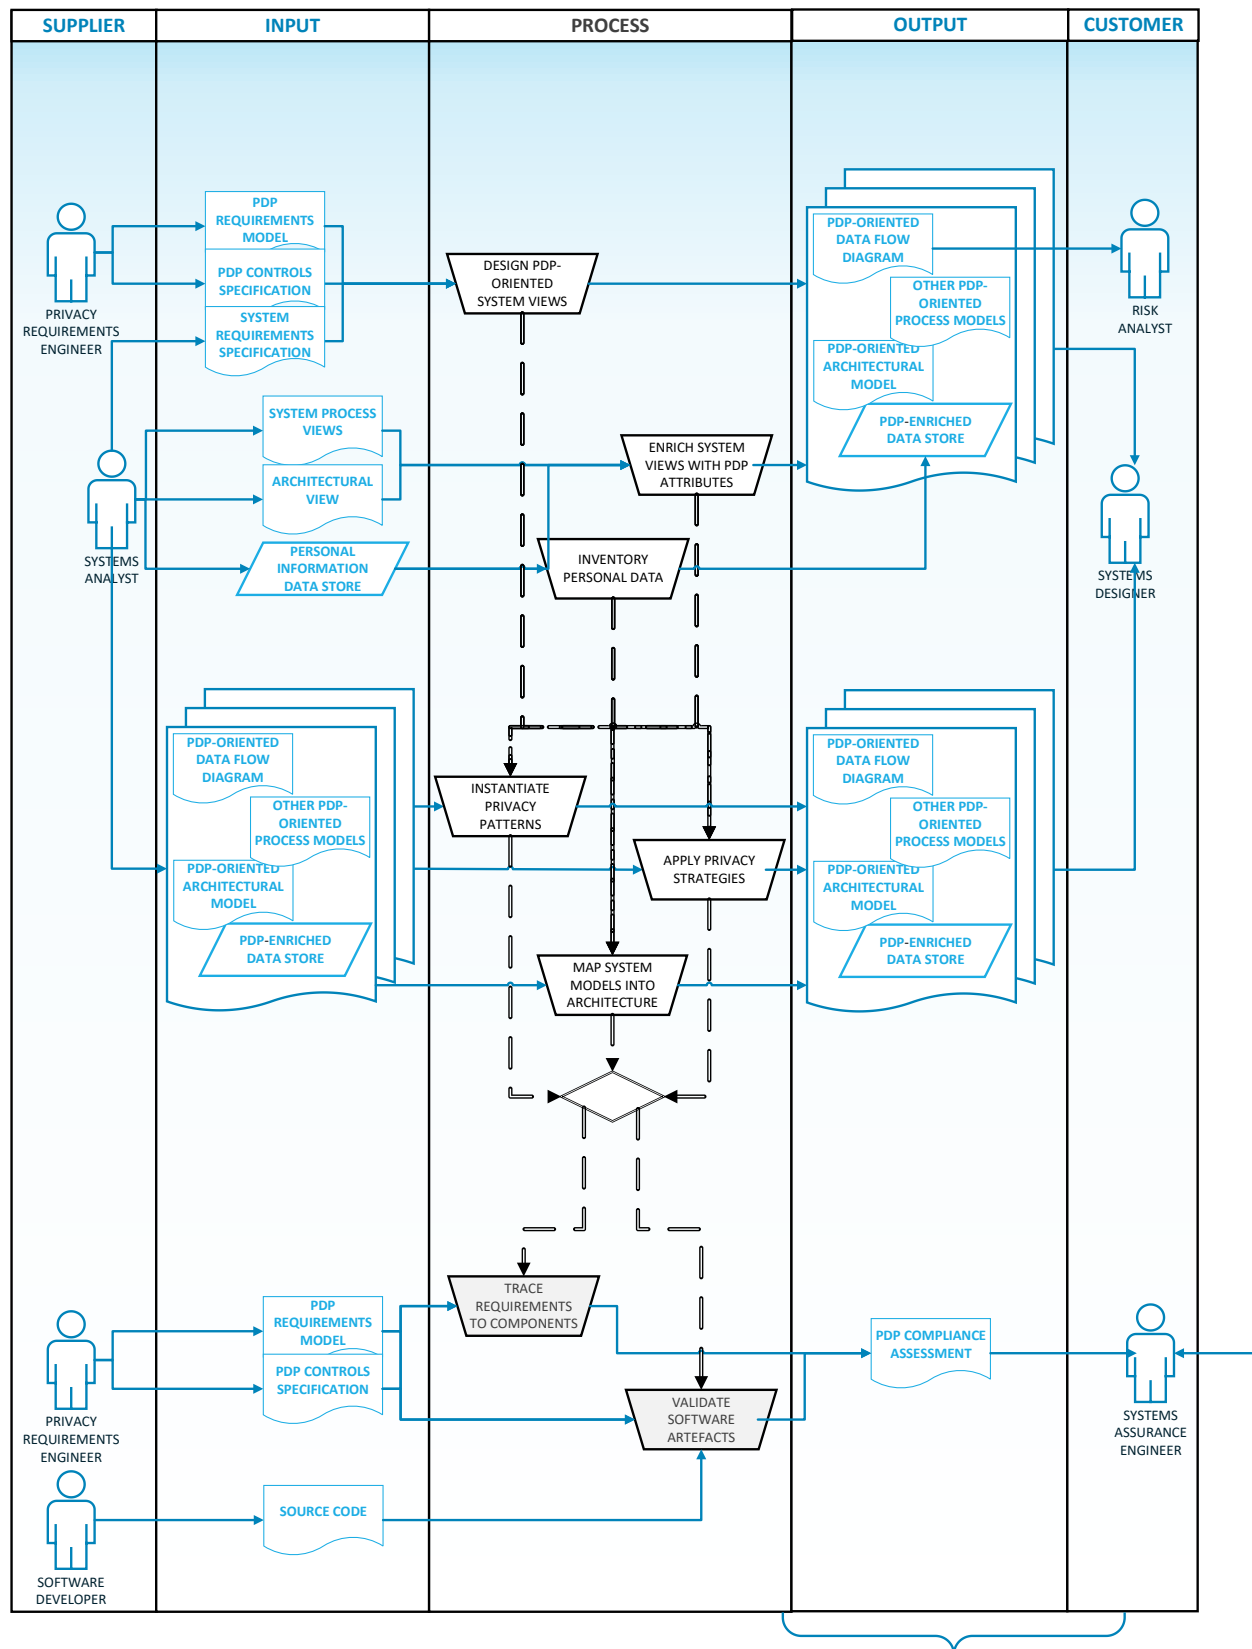 SUPPLIER
INPUT
PROCESS
OUTPUT
CUSTOMER
PDP
REQUIREMENTS
MODEL
PDP CONTROLS
SPECIFICATION
SYSTEM
REQUIREMENTS
SPECIFICATION
PRIVACY
REQUIREMENTS
ENGINEER
DESIGN PDP-
ORIENTED
SYSTEM VIEWS
PDP-ORIENTED
DATA FLOW
DIAGRAM
OTHER PDP-
ORIENTED
PROCESS MODELS
PDP-ORIENTED
ARCHITECTURAL
MODEL
PDP-ENRICHED
DATA STORE
RISK
ANALYST
SYSTEM PROCESS
VIEWS
ARCHITECTURAL
VIEW
PERSONAL
INFORMATION
DATA STORE
SYSTEMS
ANALYST
ENRICH SYSTEM
VIEWS WITH PDP
ATTRIBUTES
INVENTORY
PERSONAL DATA
SYSTEMS
DESIGNER
PDP-ORIENTED
DATA FLOW
DIAGRAM
OTHER PDP-
ORIENTED
PROCESS MODELS
PDP-ORIENTED
ARCHITECTURAL
MODEL
PDP-ENRICHED
DATA STORE
INSTANTIATE
PRIVACY
PATTERNS
APPLY PRIVACY
STRATEGIES
MAP SYSTEM
MODELS INTO
ARCHITECTURE
PDP-ORIENTED
DATA FLOW
DIAGRAM
OTHER PDP-
ORIENTED
PROCESS MODELS
PDP-ORIENTED
ARCHITECTURAL
MODEL
PDP-ENRICHED
DATA STORE
TRACE
REQUIREMENTS
TO COMPONENTS
PDP
REQUIREMENTS
MODEL
PDP CONTROLS
SPECIFICATION
PRIVACY
REQUIREMENTS
ENGINEER
VALIDATE
SOFTWARE
ARTEFACTS
PDP COMPLIANCE
ASSESSMENT
SYSTEMS
ASSURANCE
ENGINEER
SOURCE CODE
SOFTWARE
DEVELOPER